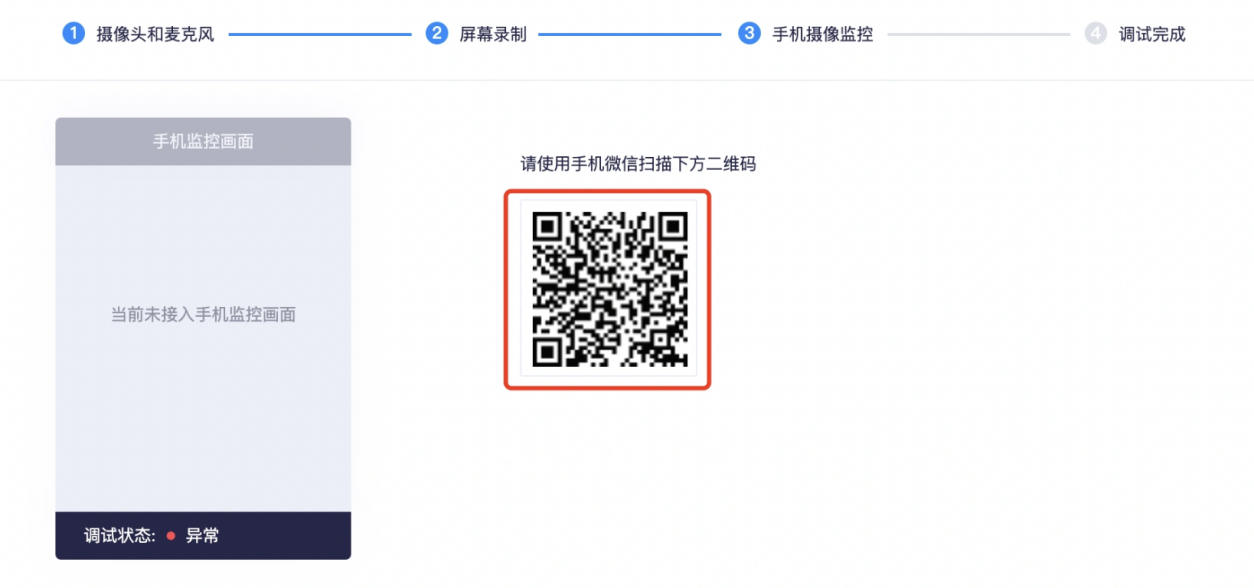 1 摄像头和麦克风 2 屏幕录制 3 手机摄像监控 4 调试完成
手机监控画面
请使用手机微信扫描下方二维码
当前未接入手机监控画面
调试状态: 异常